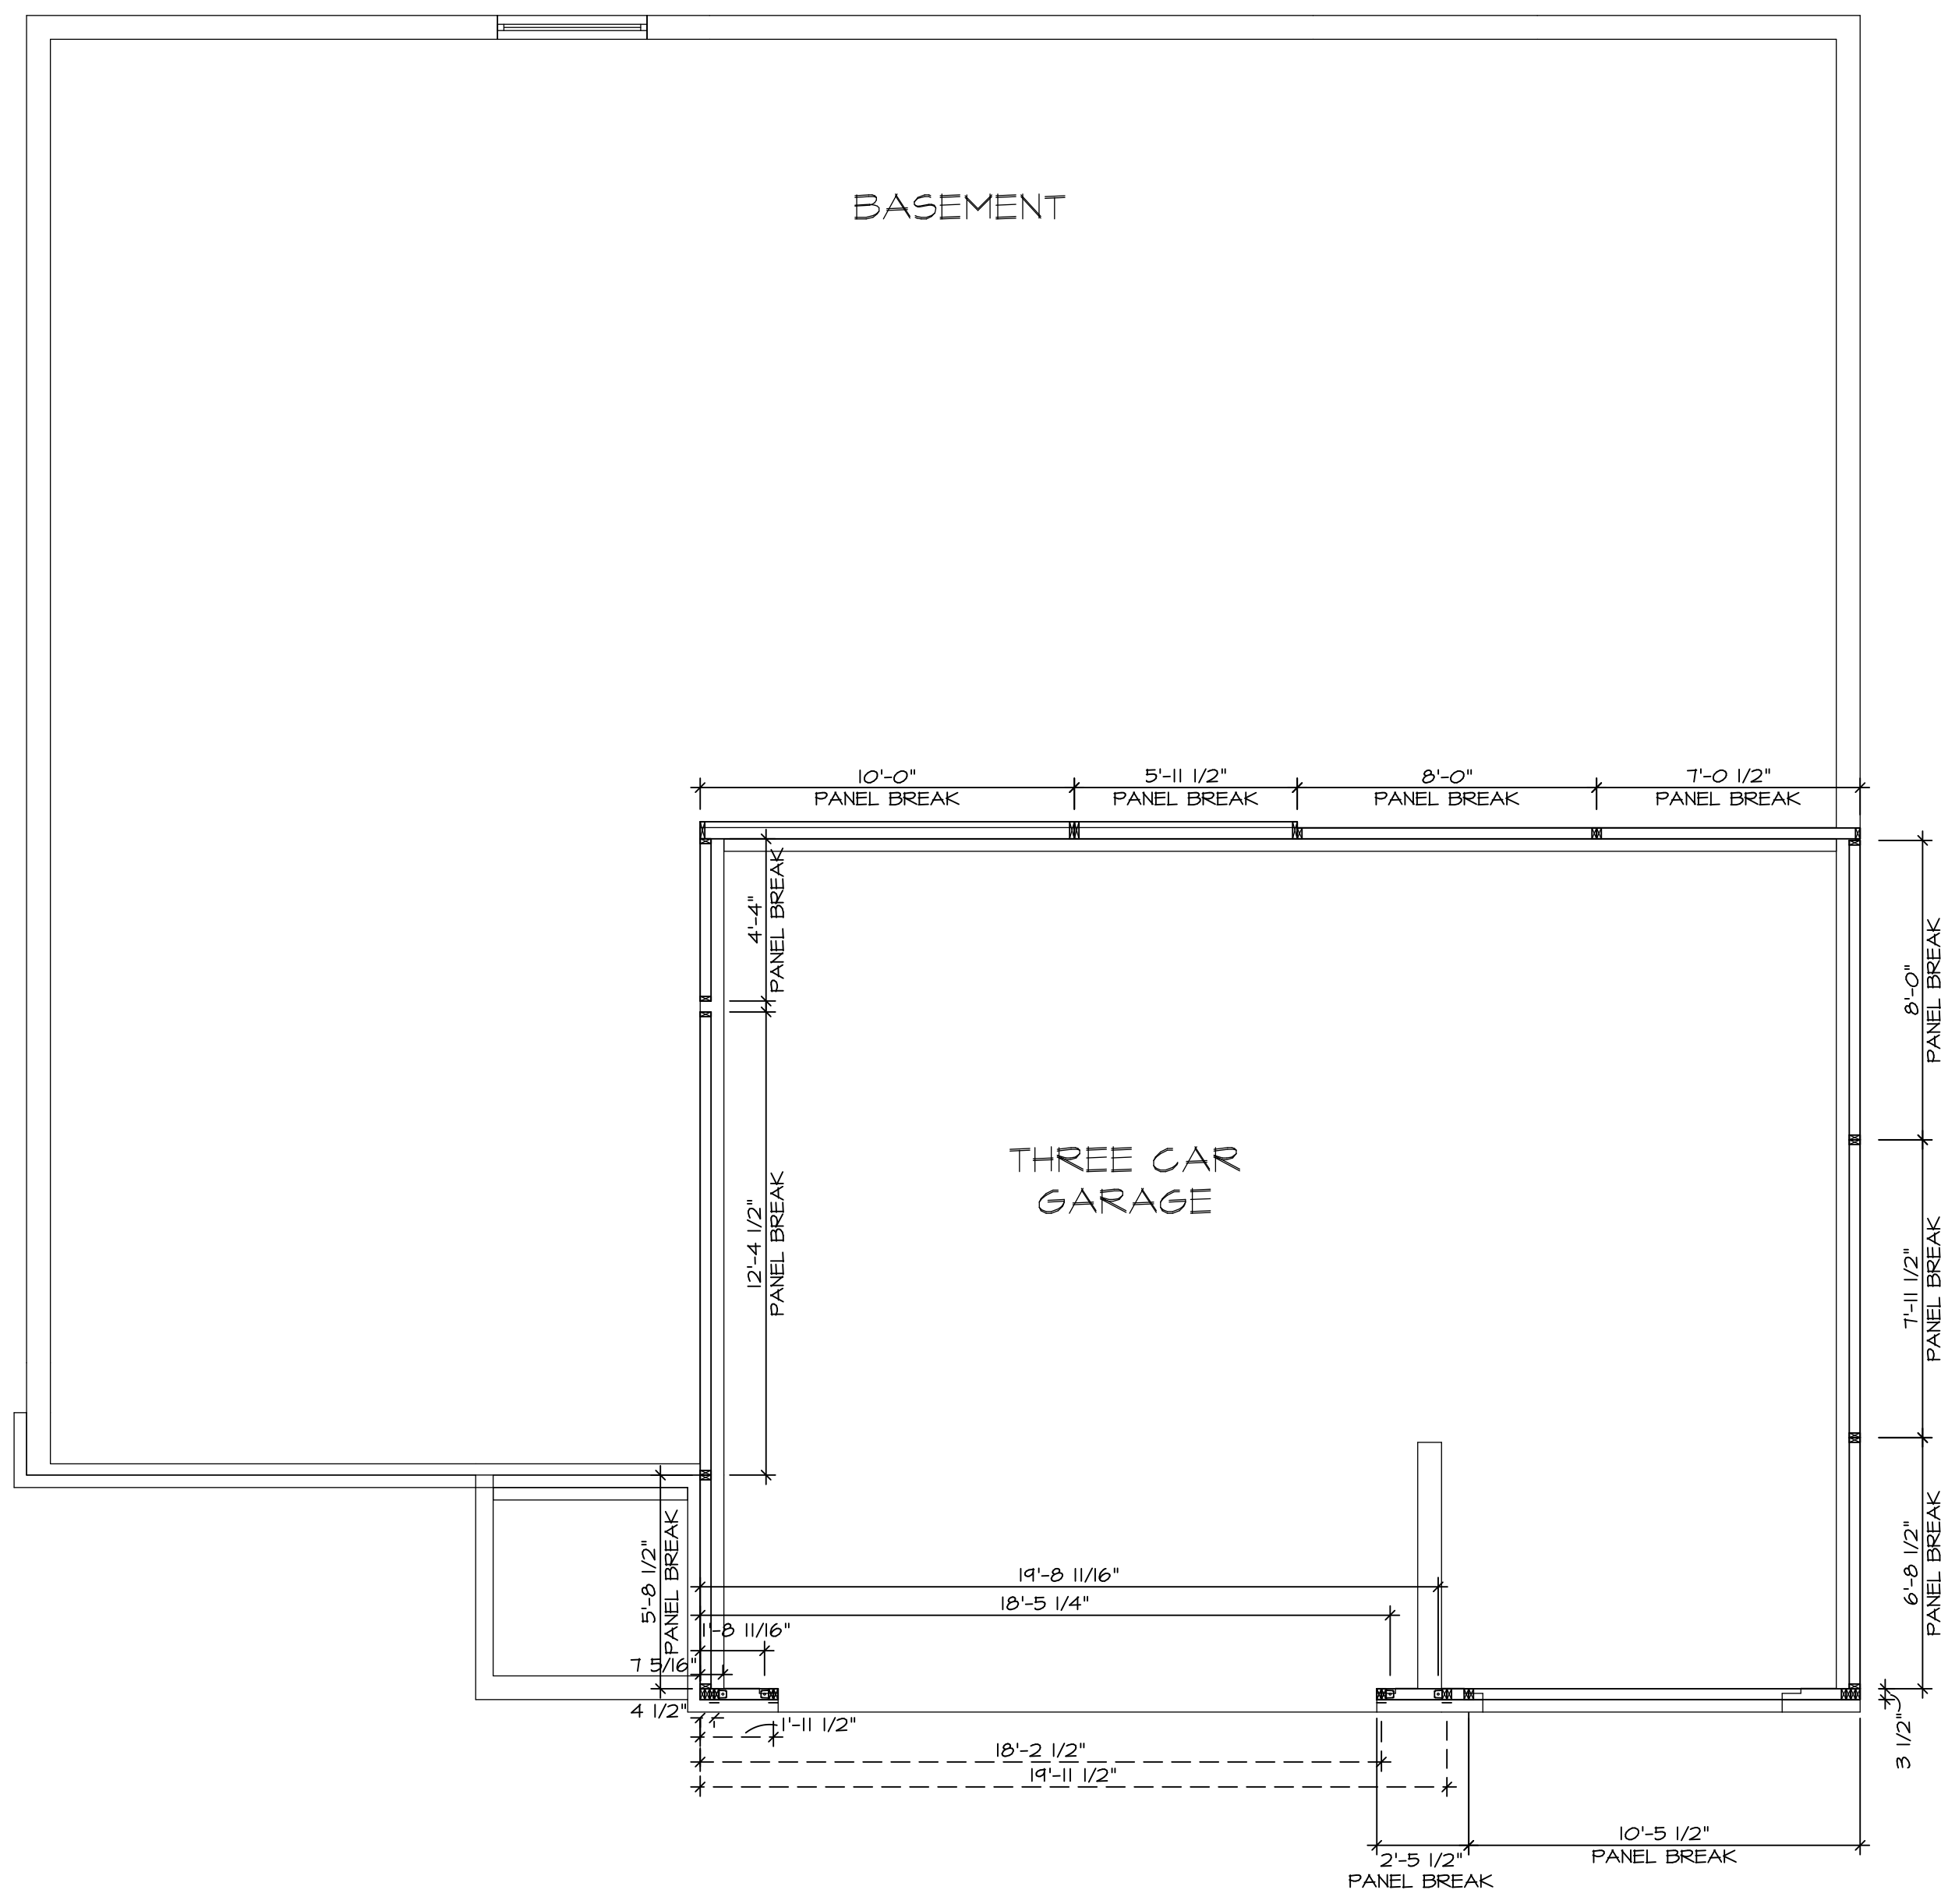 BASEMENT
10'-0"
PANEL BREAK
5'-11 1/2"
PANEL BREAK
8'-0"
PANEL BREAK
7'-0 1/2"
PANEL BREAK
4'-4"
PANEL BREAK
8'-0"
PANEL BREAK
THREE CAR
GARAGE
12'-4 1/2"
PANEL BREAK
7'-11 1/2"
PANEL BREAK
5'-8 1/2"
PANEL BREAK
6'-8 1/2"
PANEL BREAK
19'-8 11/16"
18'-5 1/4"
1'-8 11/16"
7 5/16"
4 1/2"
1'-11 1/2"
18'-2 1/2"
19'-11 1/2"
3 1/2"
2'-5 1/2"
PANEL BREAK
10'-5 1/2"
PANEL BREAK